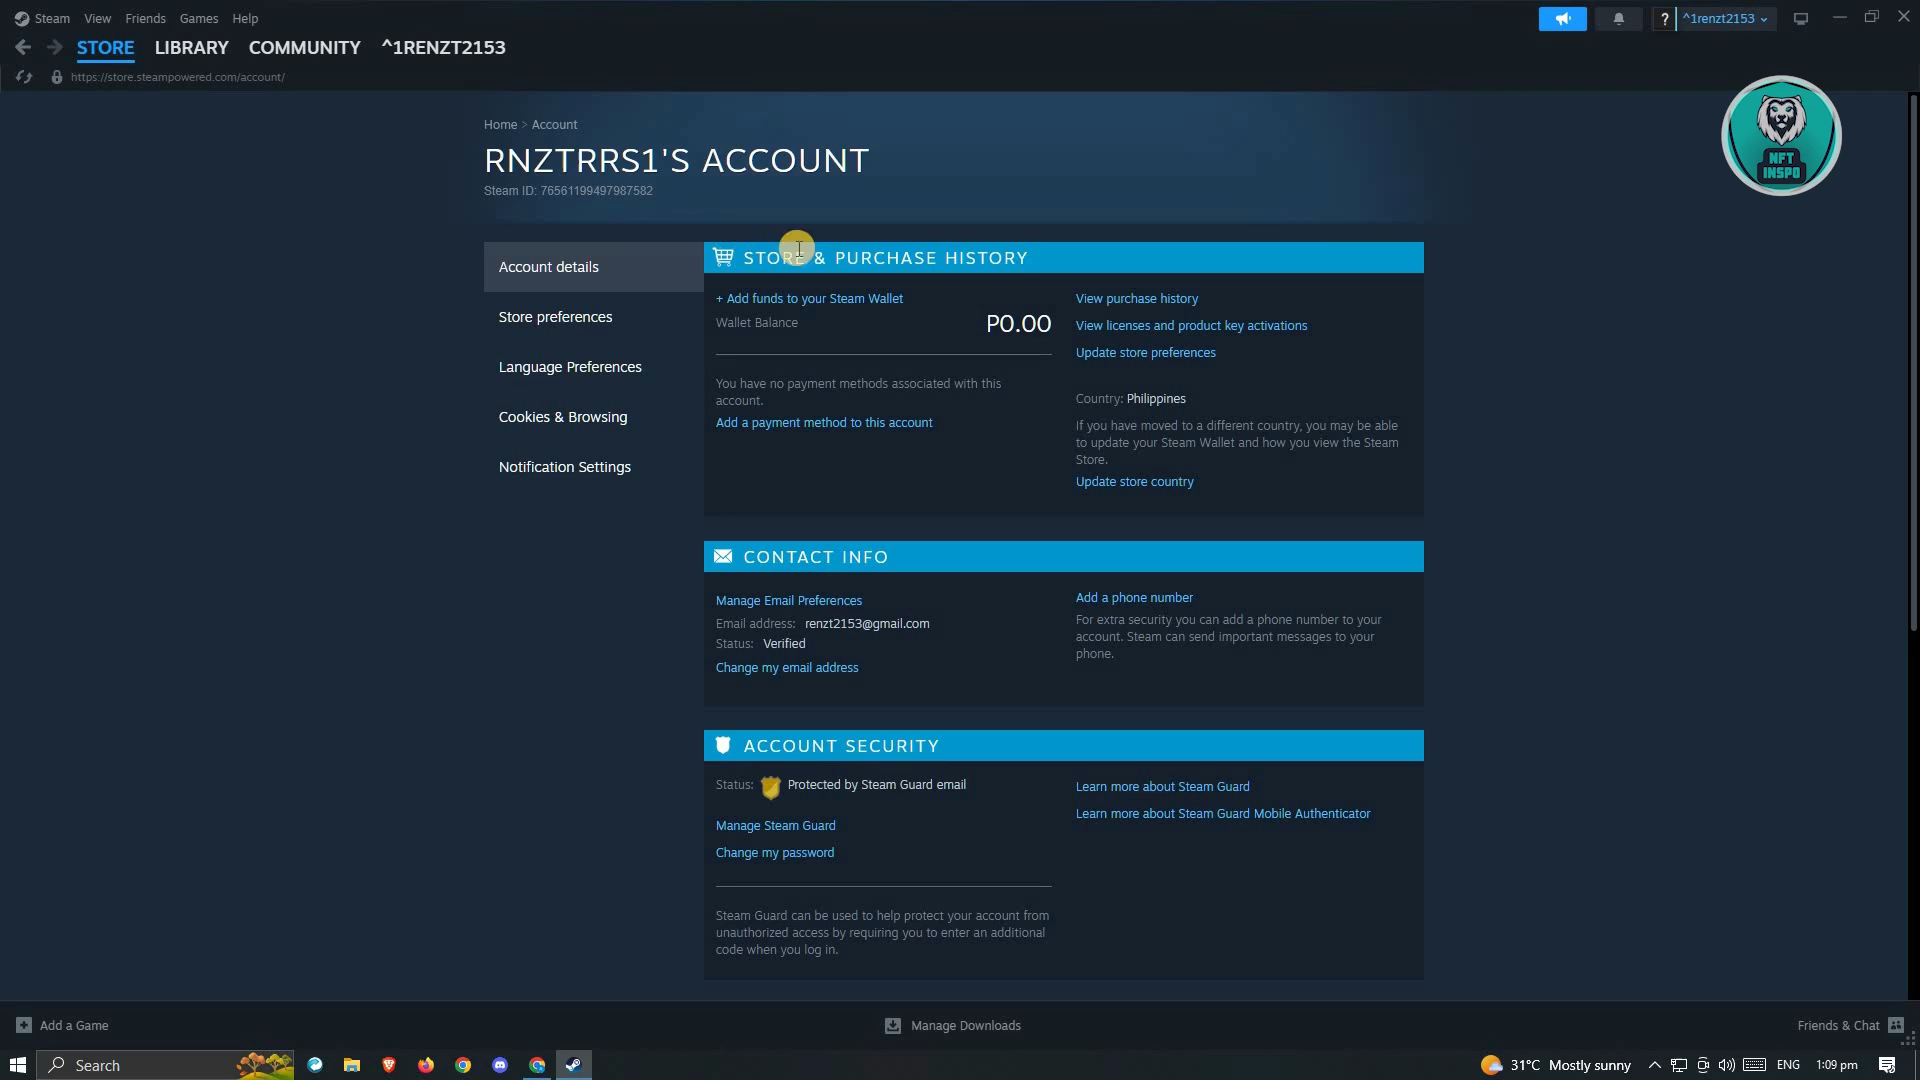 Steam View Friends Games Help
? ^1renzt2153
STORE LIBRARY COMMUNITY ^1RENZT2153
https://store.steampowered.com/account/
NFT
INSPO
Home > Account
RNZTRRS1'S ACCOUNT
Steam ID: 76561199497987582
Account details
Store preferences
Language Preferences
Cookies & Browsing
Notification Settings
STORE & PURCHASE HISTORY
+ Add funds to your Steam Wallet
Wallet Balance P0.00
You have no payment methods associated with this
account.
Add a payment method to this account
View purchase history
View licenses and product key activations
Update store preferences
Country: Philippines
If you have moved to a different country, you may be able
to update your Steam Wallet and how you view the Steam
Store.
Update store country
CONTACT INFO
Manage Email Preferences
Email address: renzt2153@gmail.com
Status: Verified
Change my email address
Add a phone number
For extra security you can add a phone number to your
account. Steam can send important messages to your
phone.
ACCOUNT SECURITY
Status: Protected by Steam Guard email
Manage Steam Guard
Change my password
Steam Guard can be used to help protect your account from
unauthorized access by requiring you to enter an additional
code when you log in.
Learn more about Steam Guard
Learn more about Steam Guard Mobile Authenticator
Add a Game Manage Downloads Friends & Chat
Search 31°C Mostly sunny ENG 1:09 pm